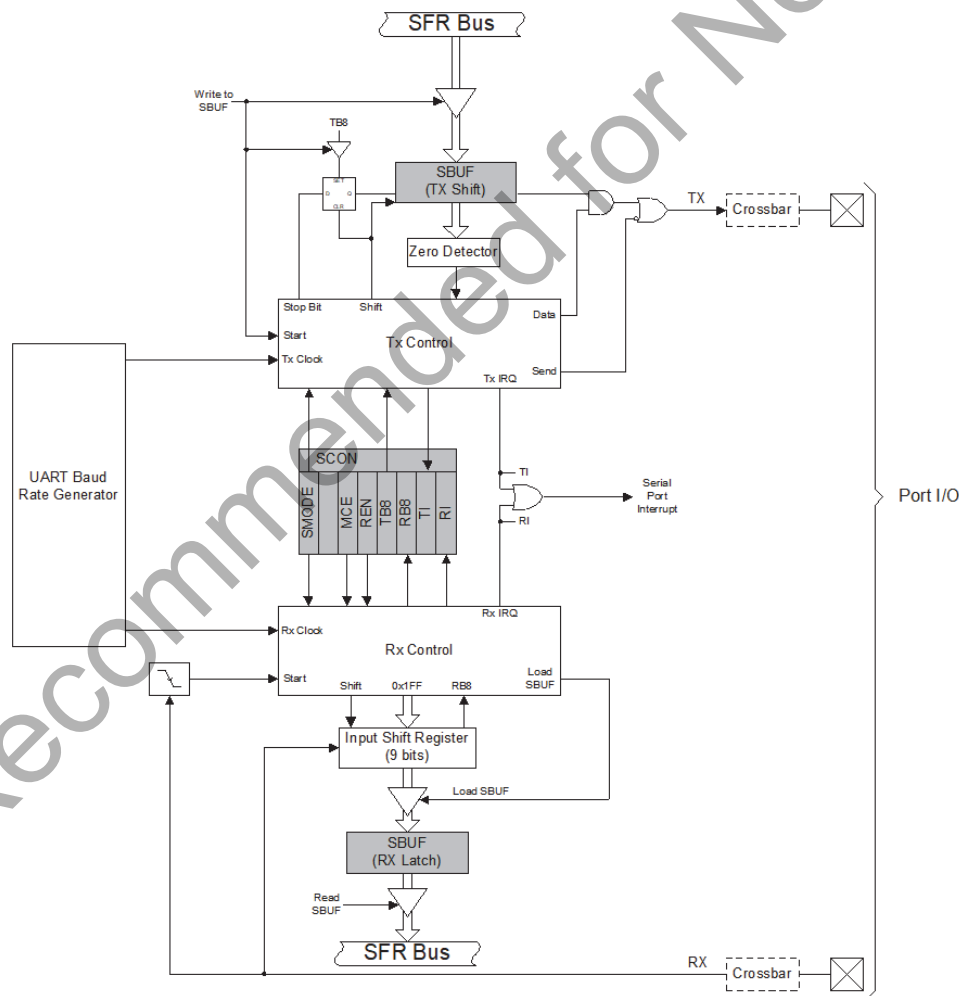 SFR Bus
Write to
SBUF
TB8
SET
D
Q
CLR
SBUF
(TX Shift)
Zero Detector
TX
Crossbar
Stop Bit
Shift
Data
Start
Tx Control
Tx Clock
Send
Tx IRQ
UART Baud
Rate Generator
SCON
SMODE
MCE
REN
TB8
RB8
TI
RI
TI
RI
Serial
Port
Interrupt
Port I/O
Rx IRQ
Rx Clock
Rx Control
Start
Load
SBUF
Shift
0x1FF
RB8
Input Shift Register
(9 bits)
Load SBUF
SBUF
(RX Latch)
Read
SBUF
SFR Bus
RX
Crossbar
Recommended for N